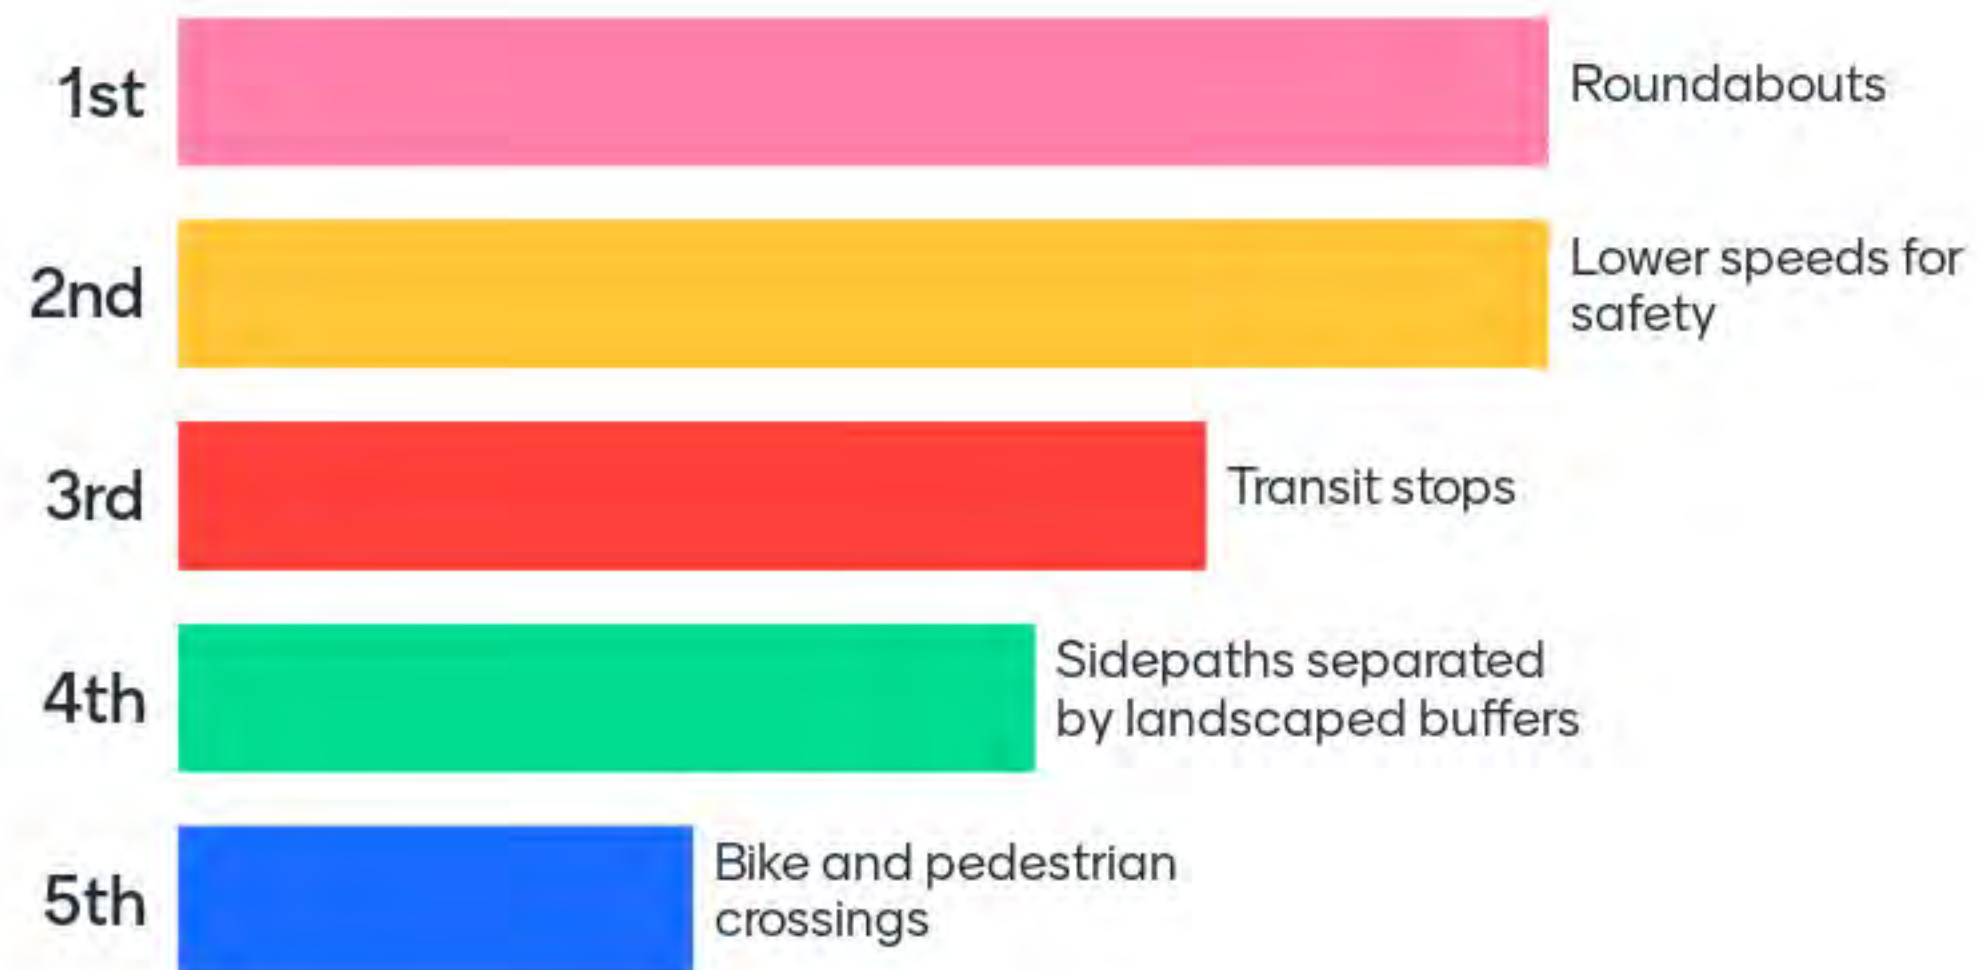 1st
Roundabouts
2nd
Lower speeds for
safety
3rd
Transit stops
4th
Sidepaths separated
by landscaped buffers
5th
Bike and pedestrian
crossings